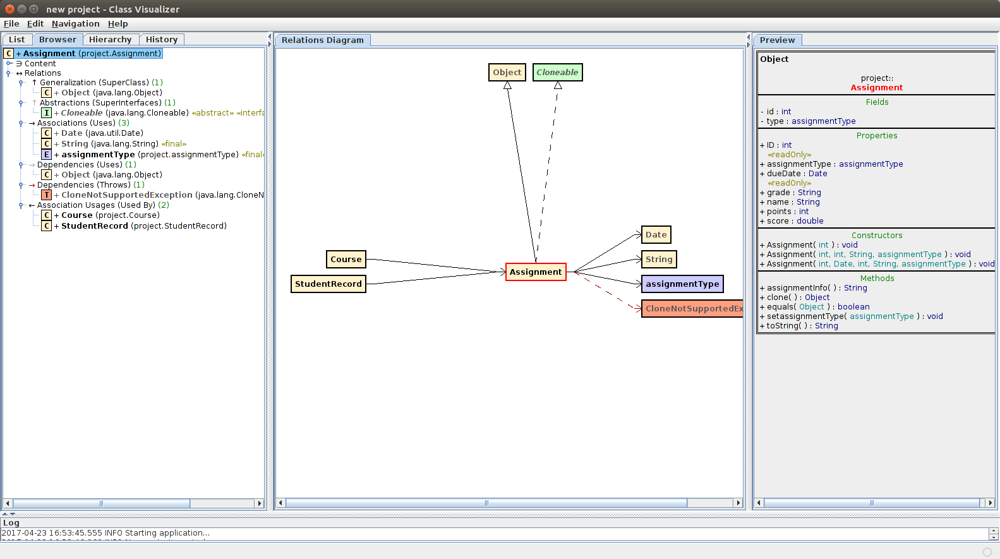 new project - Class Visualizer
File Edit Navigation Help
List Browser Hierarchy History
C + Assignment (project.Assignment)
∋ Content
↔ Relations
↑ Generalization (SuperClass) (1)
C + Object (java.lang.Object)
↑ Abstractions (SuperInterfaces) (1)
I + Cloneable (java.lang.Cloneable) «abstract» «interfa
→ Associations (Uses) (3)
C + Date (java.util.Date)
C + String (java.lang.String) «final»
E + assignmentType (project.assignmentType) «final»
→ Dependencies (Uses) (1)
C + Object (java.lang.Object)
→ Dependencies (Throws) (1)
T + CloneNotSupportedException (java.lang.CloneN
← Association Usages (Used By) (2)
C + Course (project.Course)
C + StudentRecord (project.StudentRecord)
Relations Diagram
Object
Cloneable
Course
StudentRecord
Assignment
Date
String
assignmentType
CloneNotSupportedEx
Preview
Object
project::
Assignment
Fields
- id : int
- type : assignmentType
Properties
+ ID : int
«readOnly»
+ assignmentType : assignmentType
+ dueDate : Date
«readOnly»
+ grade : String
+ name : String
+ points : int
+ score : double
Constructors
+ Assignment( int ) : void
+ Assignment( int, int, String, assignmentType ) : void
+ Assignment( int, Date, int, String, assignmentType ) : void
Methods
+ assignmentInfo( ) : String
+ clone( ) : Object
+ equals( Object ) : boolean
+ setassignmentType( assignmentType ) : void
+ toString( ) : String
Log
2017-04-23 16:53:45.555 INFO Starting application...